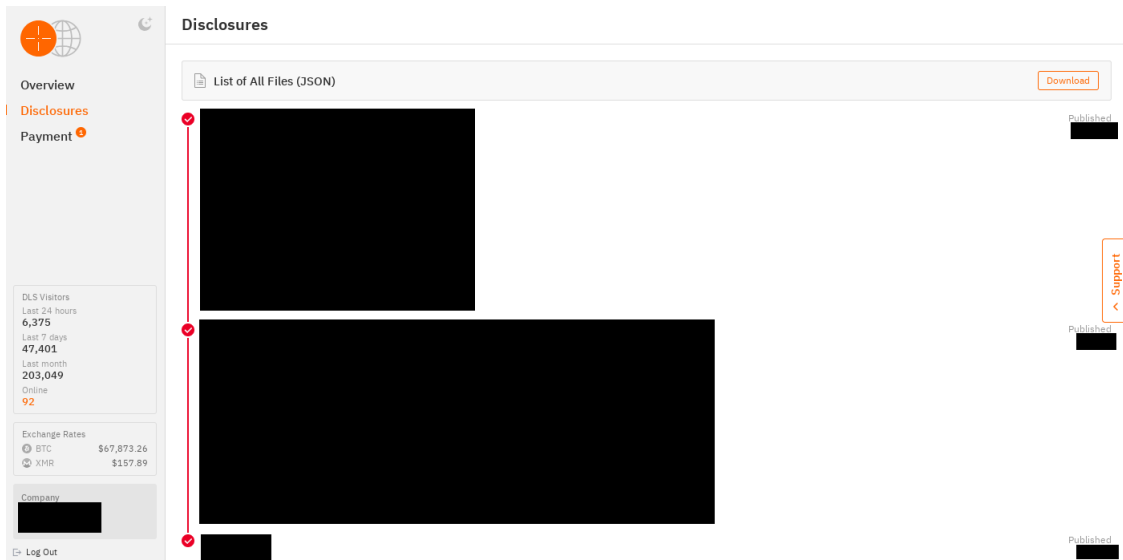 Disclosures
Overview
Disclosures
Payment 1
List of All Files (JSON)
Download
Published
Support
Published
Published
DLS Visitors
Last 24 hours
6,375
Last 7 days
47,401
Last month
203,049
Online
92
Exchange Rates
BTC $67,873.26
XMR $157.89
Company
Log Out